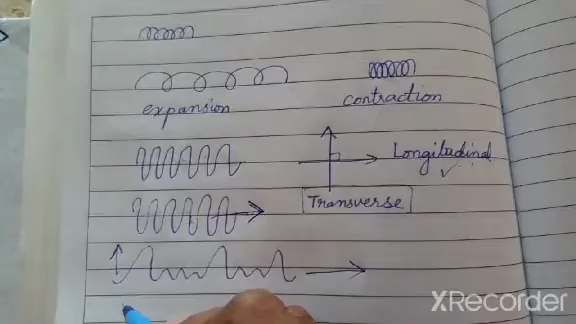 expansion
contraction
Longitudinal
Transverse
XRecorder